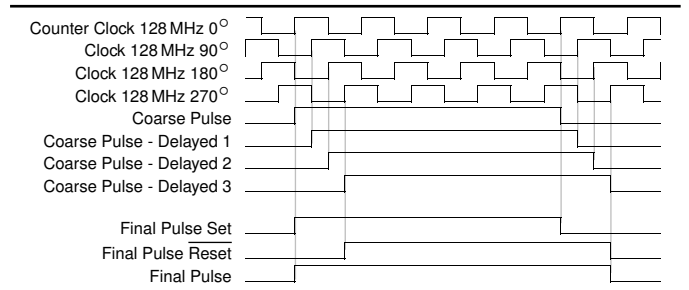 Counter Clock 128 MHz 0°
Clock 128 MHz 90°
Clock 128 MHz 180°
Clock 128 MHz 270°
Coarse Pulse
Coarse Pulse - Delayed 1
Coarse Pulse - Delayed 2
Coarse Pulse - Delayed 3
Final Pulse Set
Final Pulse Reset
Final Pulse